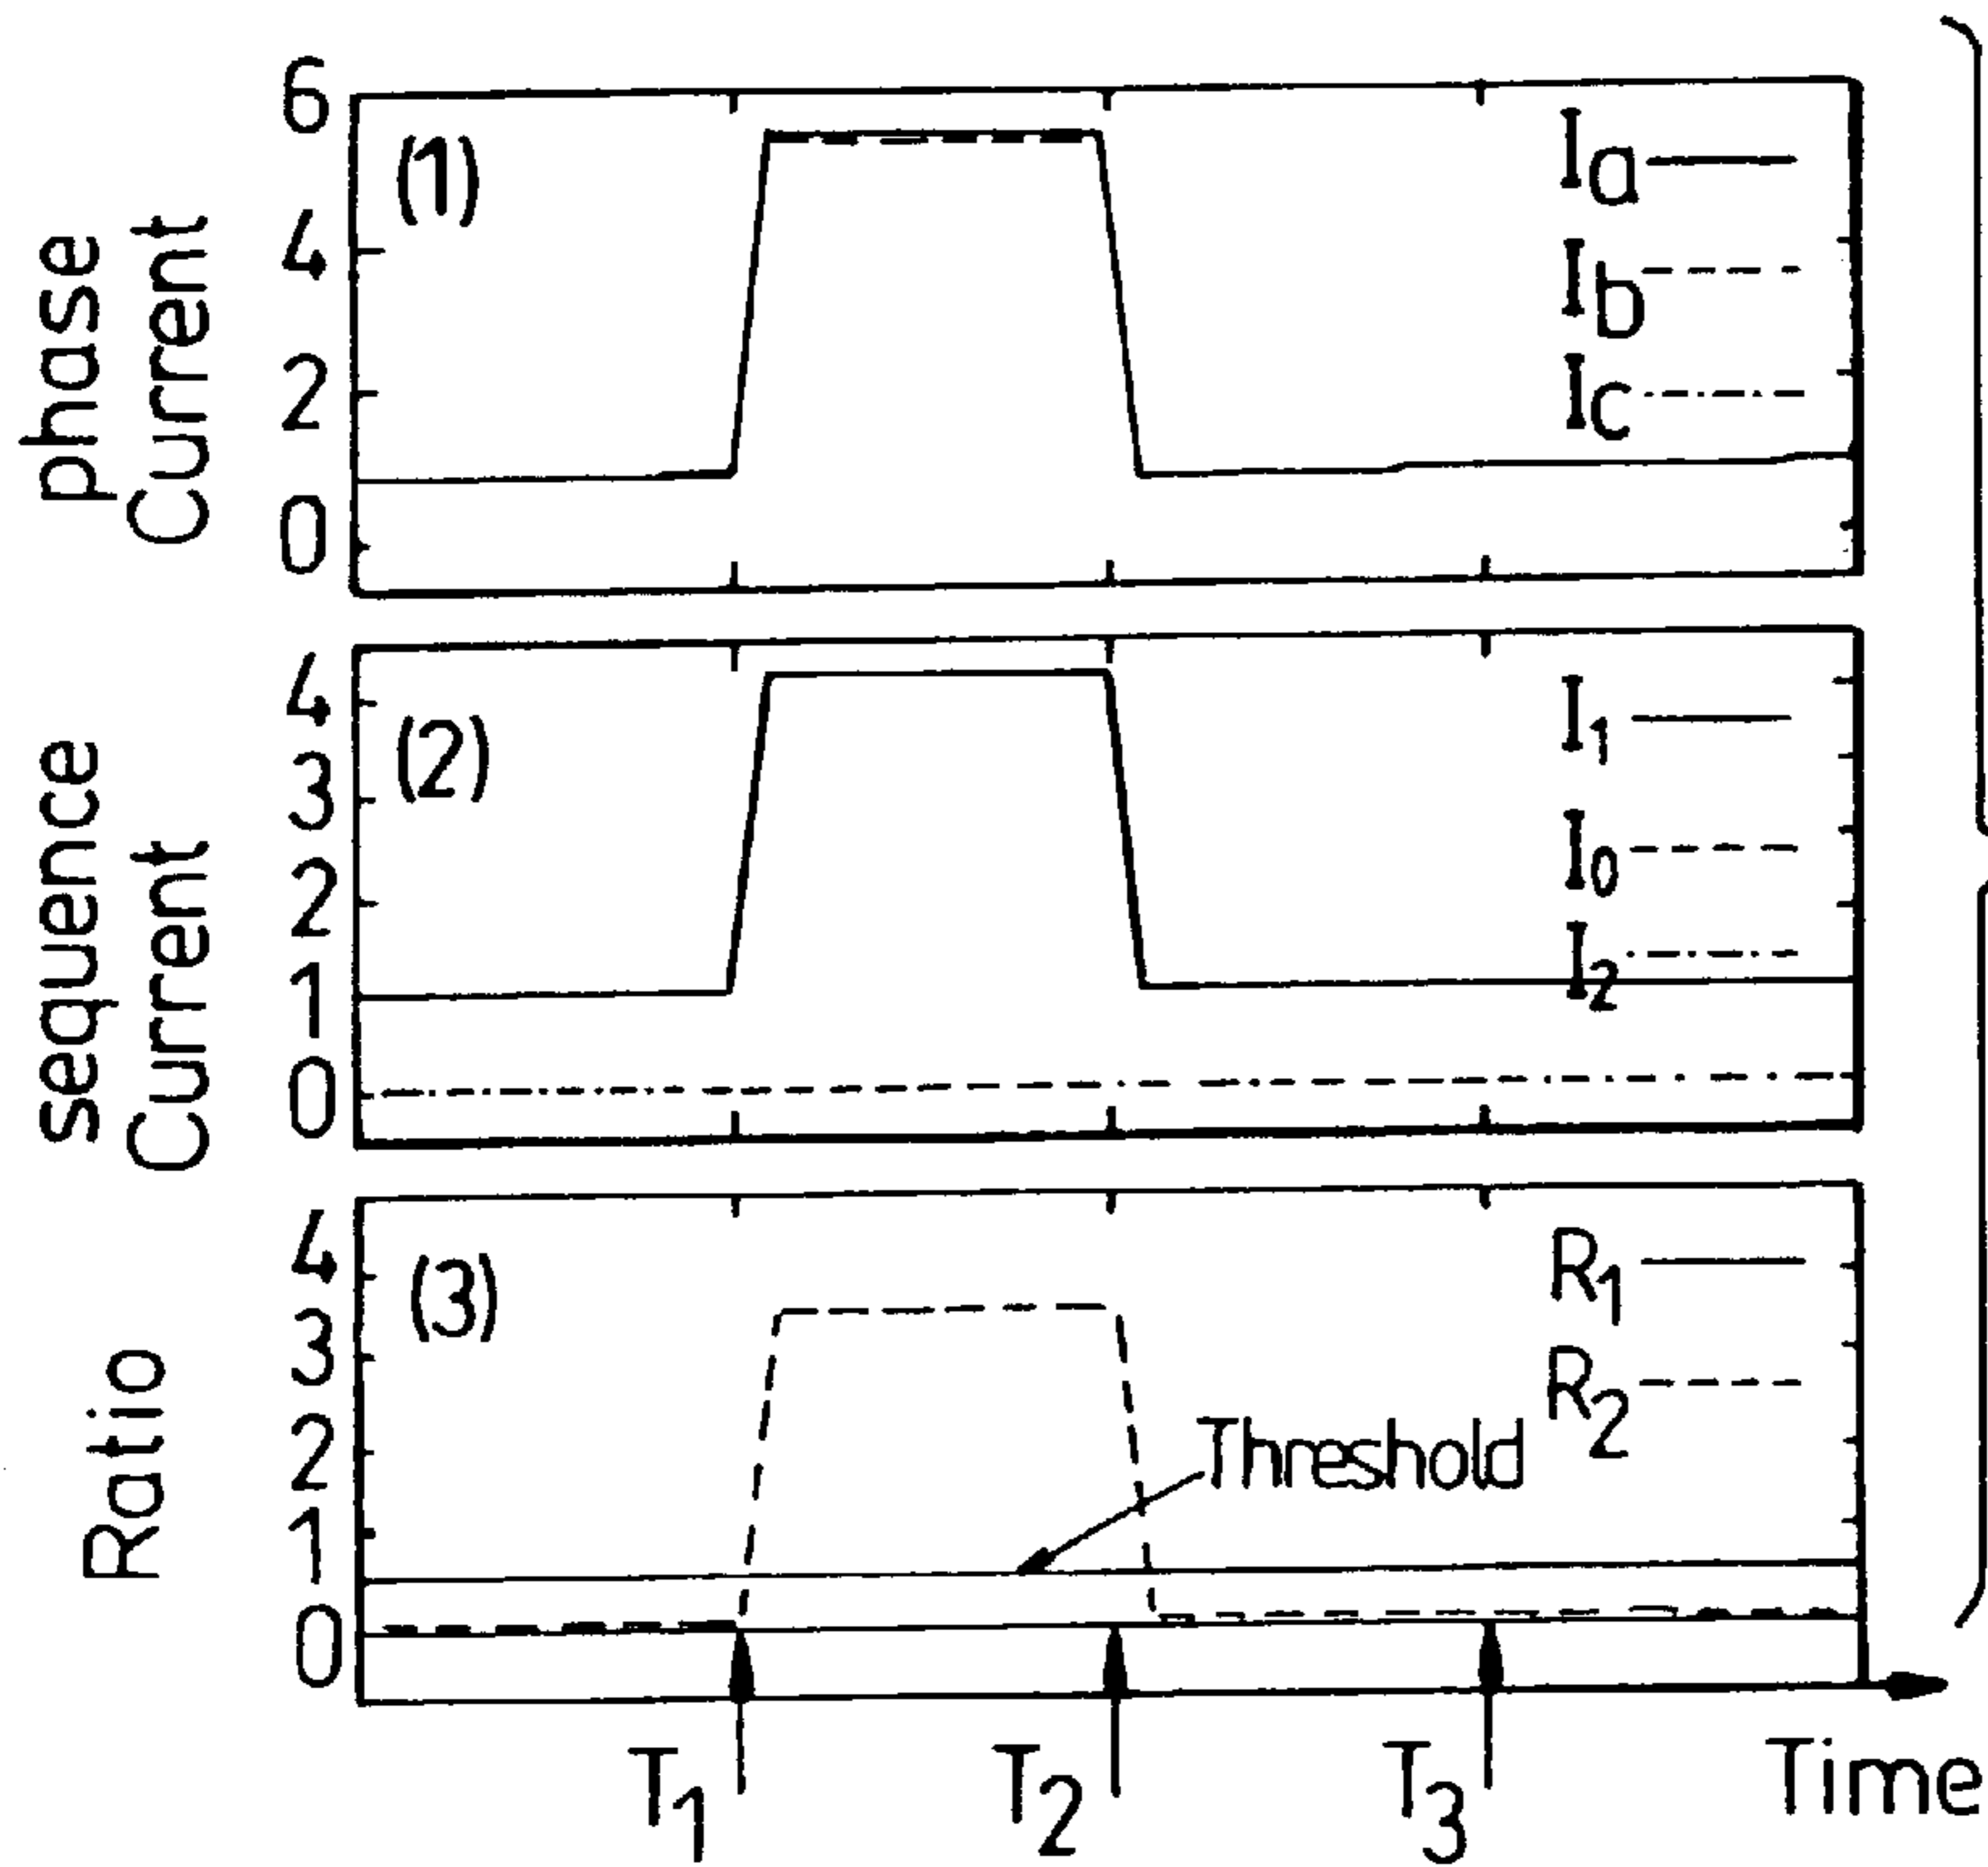 phase
Current
6
4
2
0
(1)
Ia
Ib
Ic
sequence
Current
4
3
2
1
0
(2)
I1
I0
I2
Ratio
4
3
2
1
0
(3)
R1
R2
Threshold
T1
T2
T3
Time